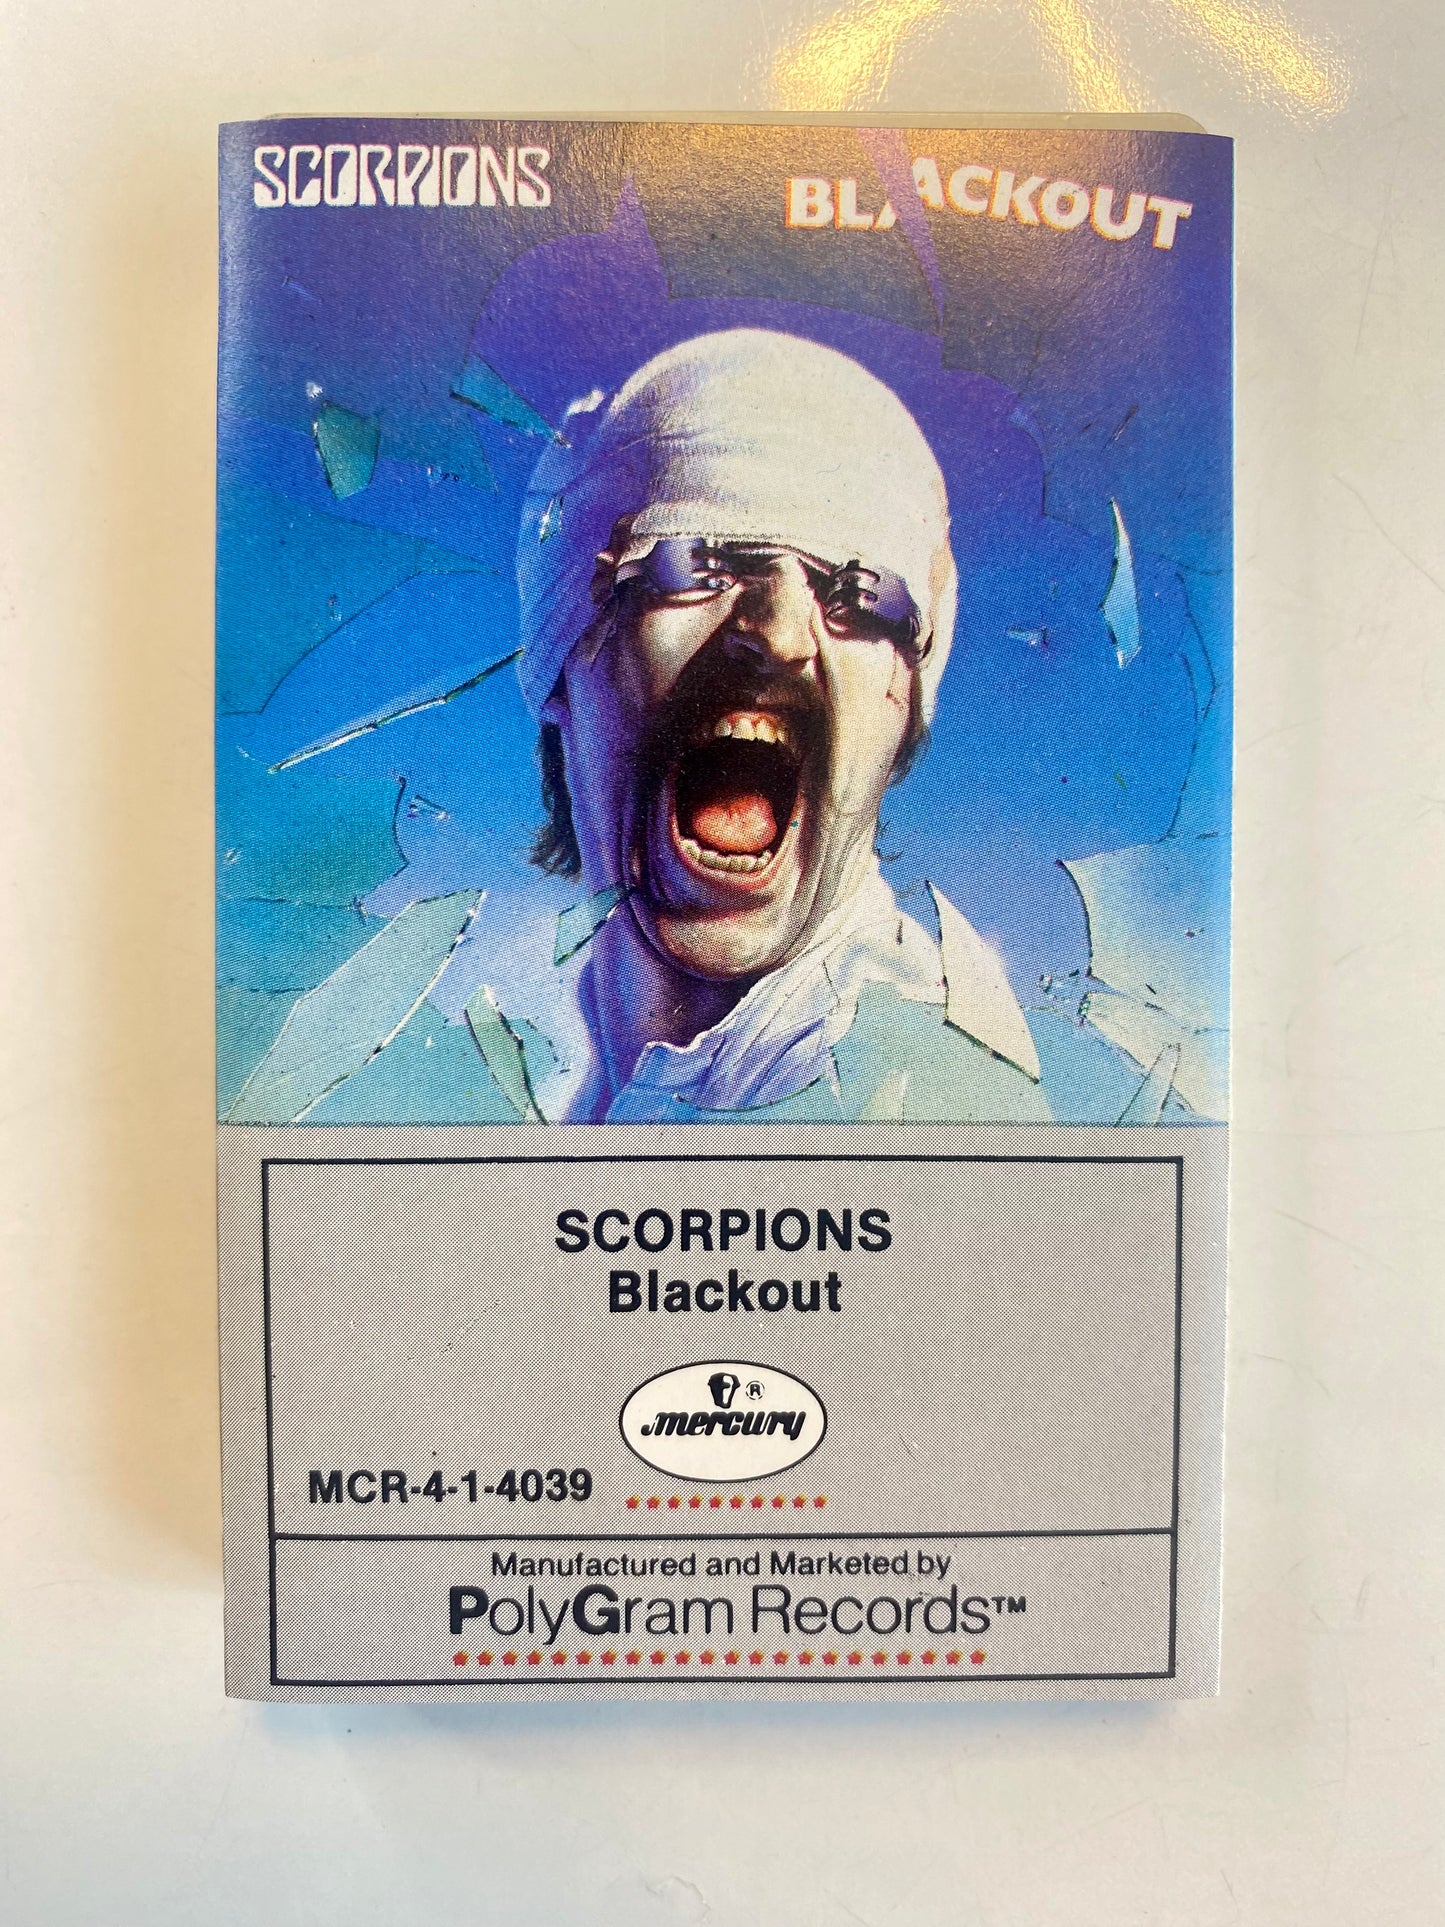 SCORPIONS
BLACKOUT
SCORPIONS
Blackout
®
mercury
MCR-4-1-4039
Manufactured and Marketed by
PolyGram Records™